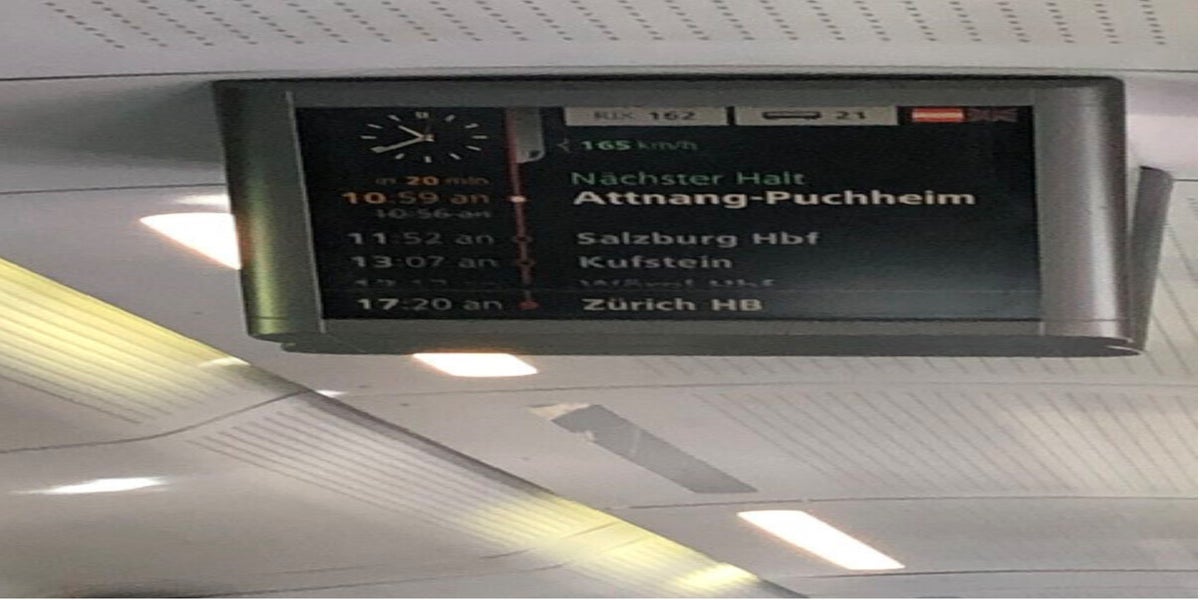 RJX 162
21
165 km/h
in 20 min
Nächster Halt
10:59 an Attnang-Puchheim
10:56 an
11:52 an Salzburg Hbf
13:07 an Kufstein
17:20 an Zürich HB